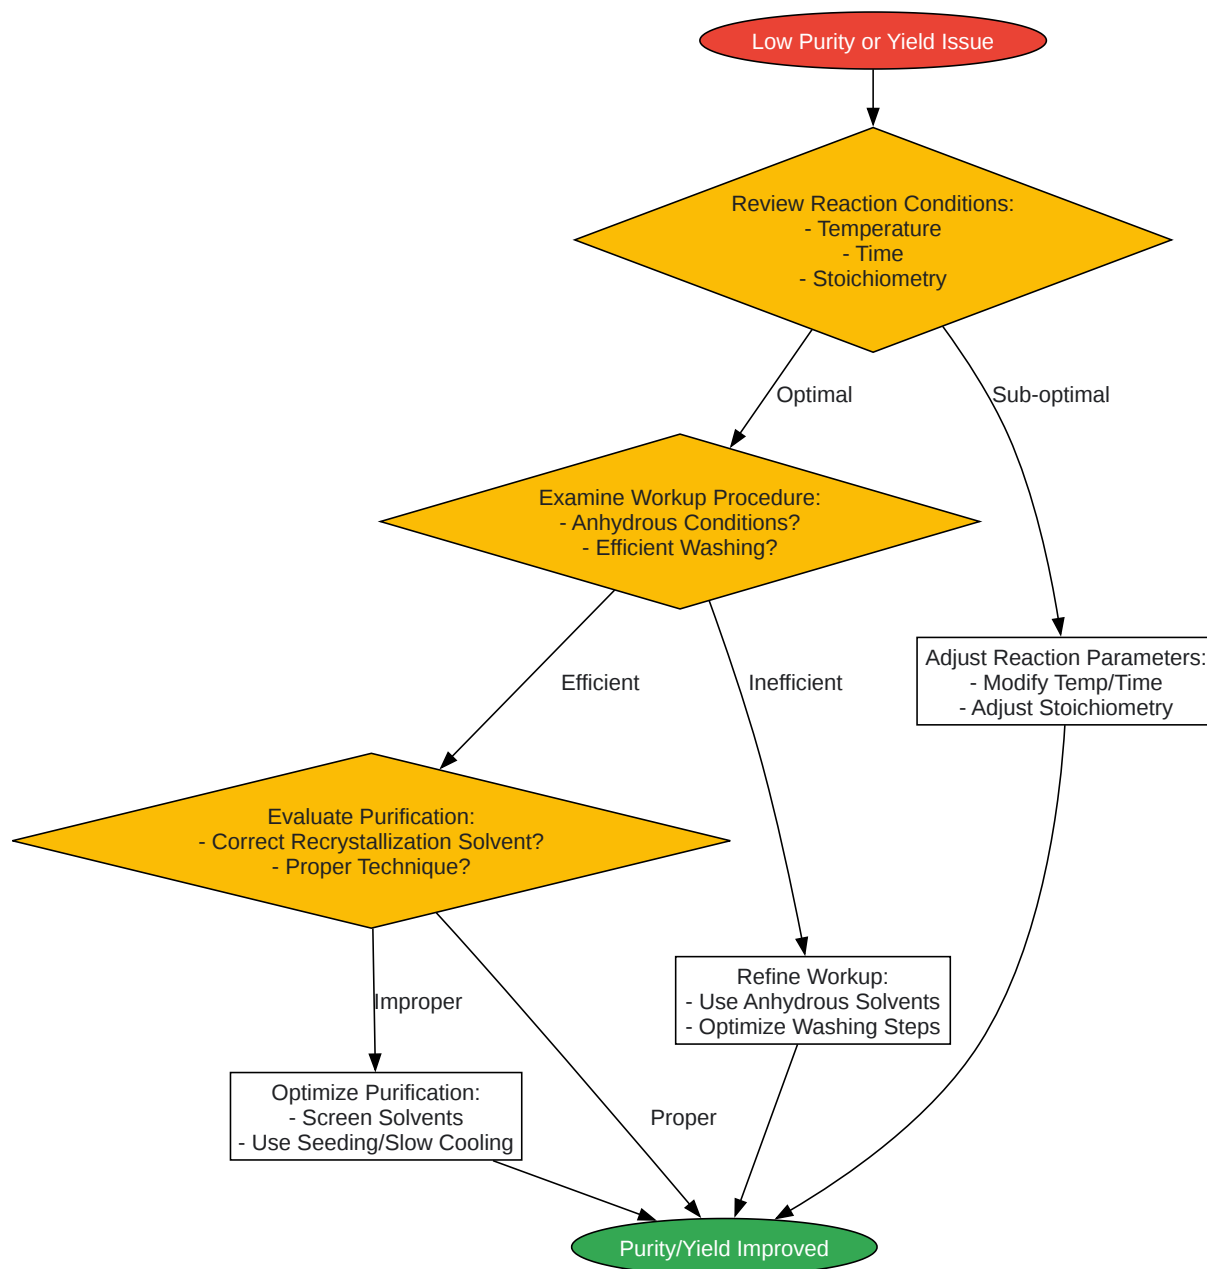 Low Purity or Yield Issue
Review Reaction Conditions:
- Temperature
- Time
- Stoichiometry
Optimal
Sub-optimal
Examine Workup Procedure:
- Anhydrous Conditions?
- Efficient Washing?
Efficient
Inefficient
Adjust Reaction Parameters:
- Modify Temp/Time
- Adjust Stoichiometry
Evaluate Purification:
- Correct Recrystallization Solvent?
- Proper Technique?
Improper
Refine Workup:
- Use Anhydrous Solvents
- Optimize Washing Steps
Optimize Purification:
- Screen Solvents
- Use Seeding/Slow Cooling
Proper
Purity/Yield Improved